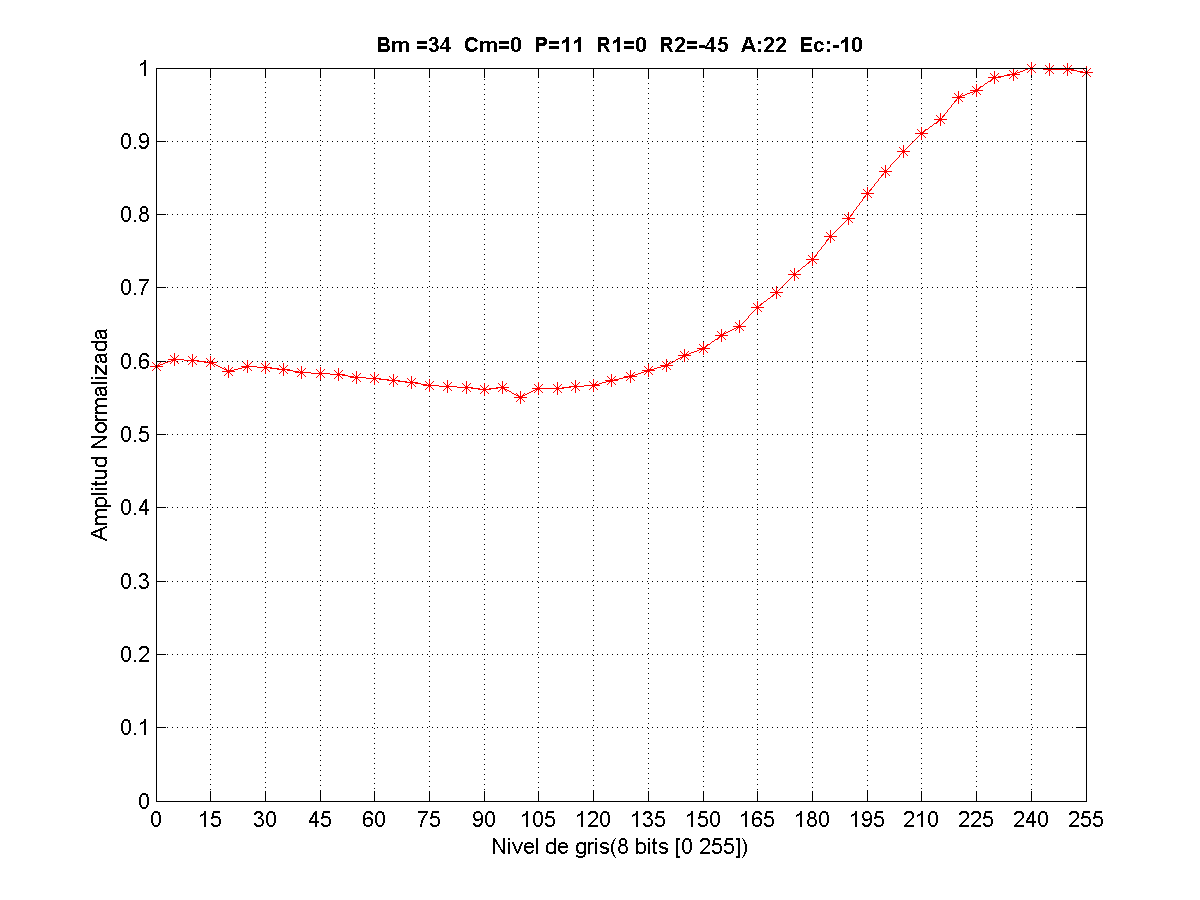 Bm =34 Cm=0 P=11 R1=0 R2=-45 A:22 Ec:-10
1
0.9
0.8
0.7
0.6
0.5
0.4
0.3
0.2
0.1
0
Amplitud Normalizada
0 15 30 45 60 75 90 105 120 135 150 165 180 195 210 225 240 255
Nivel de gris(8 bits [0 255])